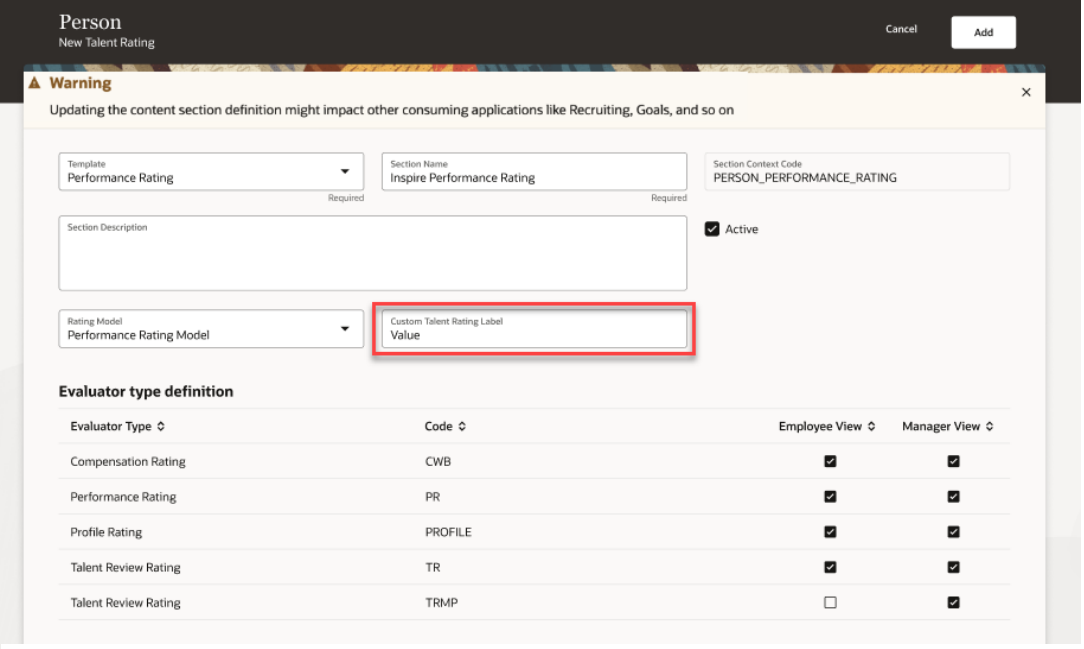 Person
New Talent Rating
Cancel
Add
Warning
Updating the content section definition might impact other consuming applications like Recruiting, Goals, and so on
Template
Performance Rating
Required
Section Name
Inspire Performance Rating
Required
Section Context Code
PERSON_PERFORMANCE_RATING
Section Description
Active
Rating Model
Performance Rating Model
Custom Talent Rating Label
Value
Evaluator type definition
Evaluator Type Code Employee View Manager View
Compensation Rating CWB
Performance Rating PR
Profile Rating PROFILE
Talent Review Rating TR
Talent Review Rating TRMP